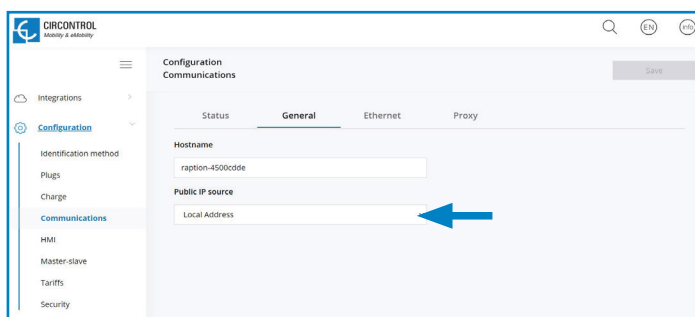 CIRCONTROL
Mobility & eMobility
EN
info
Configuration
Communications
Save
Integrations
Configuration
Identification method
Plugs
Charge
Communications
HMI
Master-slave
Tariffs
Security
Status General Ethernet Proxy
Hostname
raption-4500cdde
Public IP source
Local Address